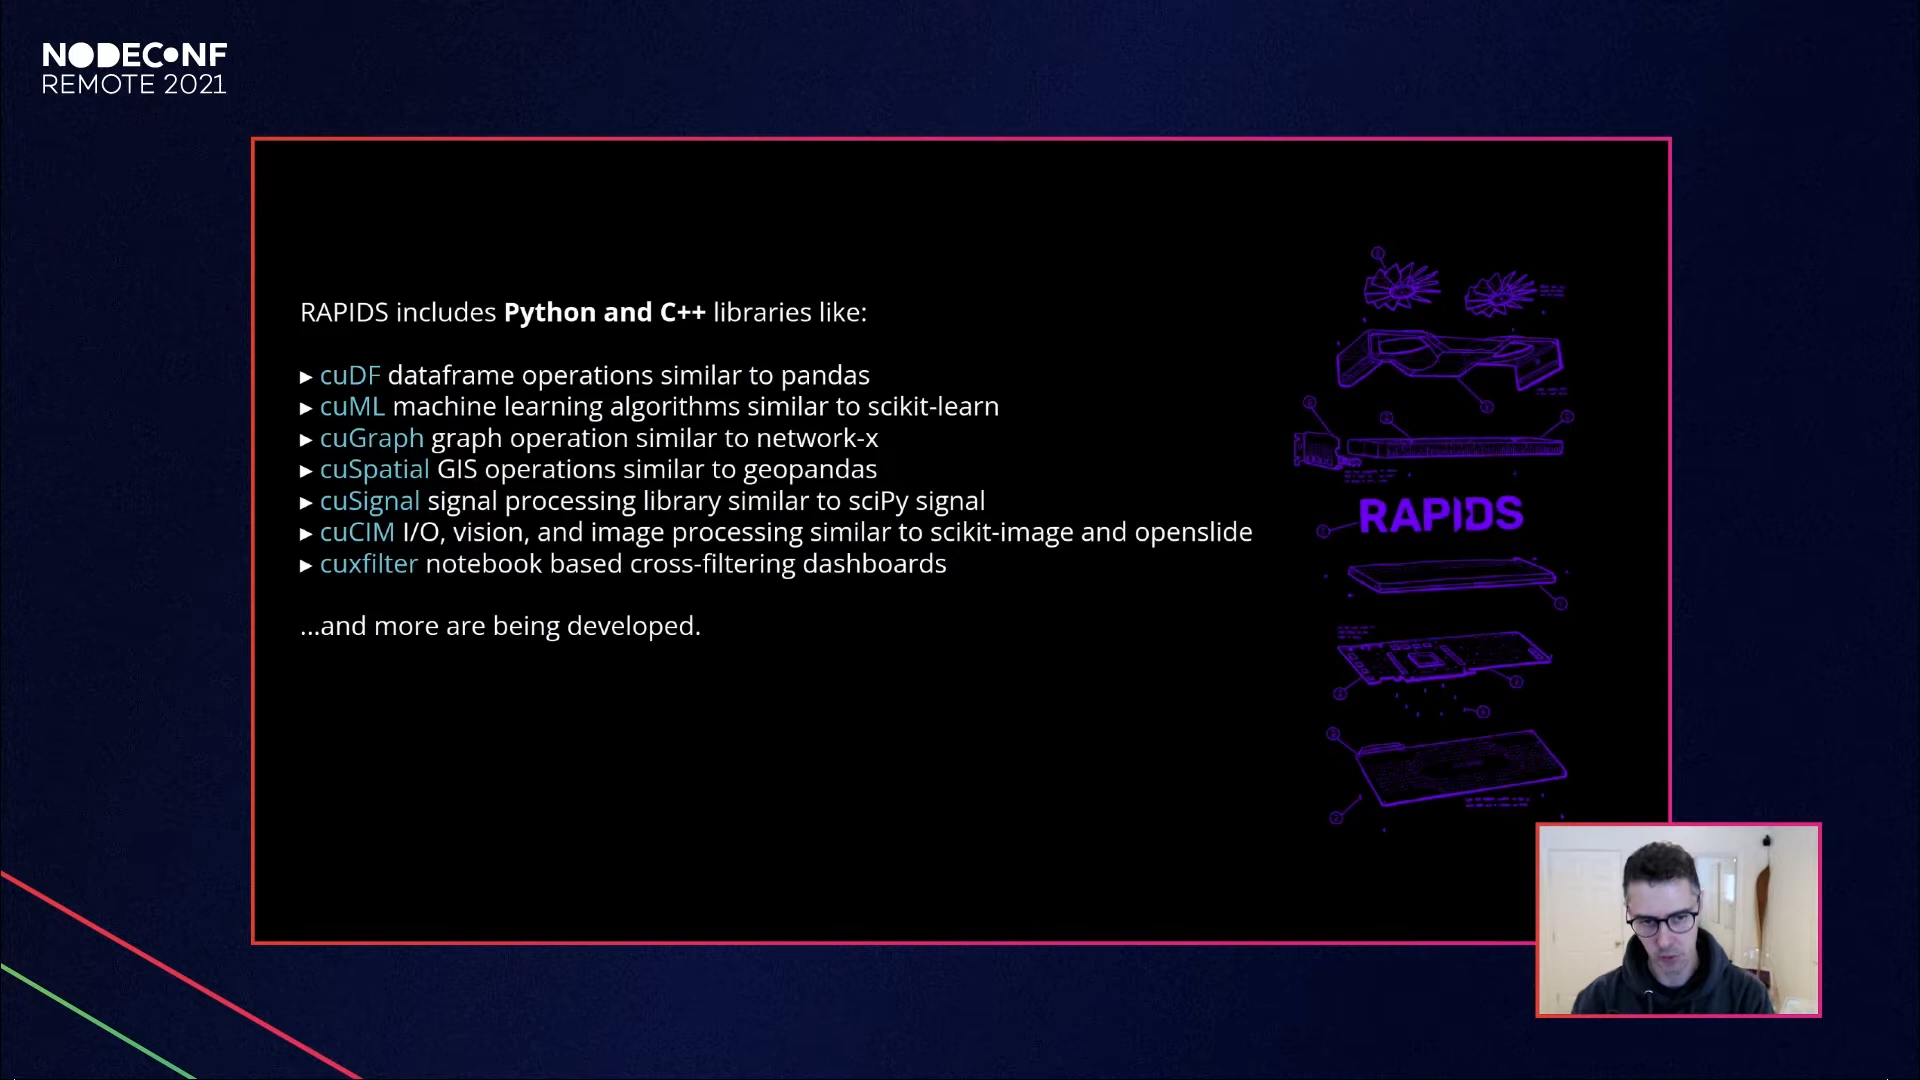 NODECONF
REMOTE 2021
RAPIDS includes Python and C++ libraries like:
▸ cuDF dataframe operations similar to pandas
▸ cuML machine learning algorithms similar to scikit-learn
▸ cuGraph graph operation similar to network-x
▸ cuSpatial GIS operations similar to geopandas
▸ cuSignal signal processing library similar to sciPy signal
▸ cuCIM I/O, vision, and image processing similar to scikit-image and openslide
▸ cuxfilter notebook based cross-filtering dashboards
...and more are being developed.
RAPIDS